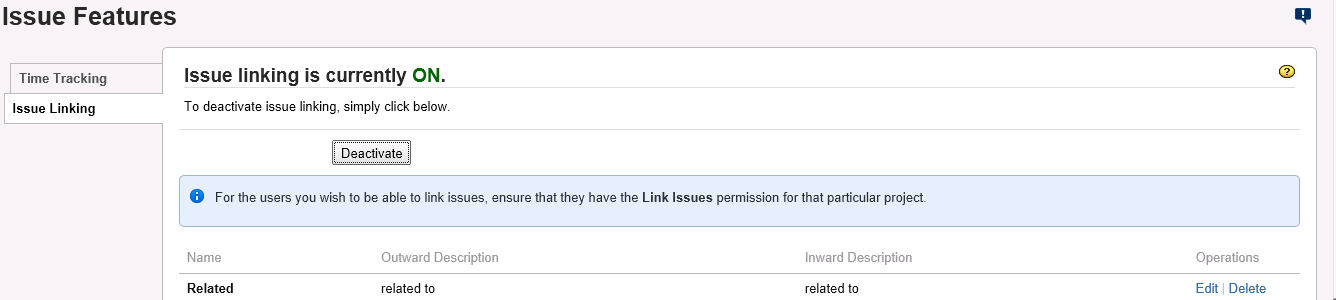 Issue Features
Time Tracking
Issue Linking
Issue linking is currently ON.
To deactivate issue linking, simply click below.
Deactivate
For the users you wish to be able to link issues, ensure that they have the Link Issues permission for that particular project.
Name Outward Description Inward Description Operations
Related related to related to Edit | Delete